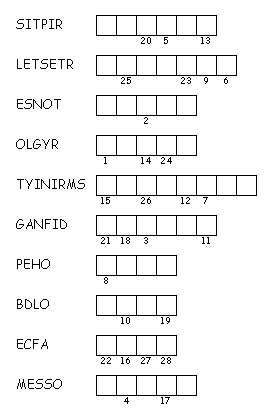 SITPIR
20 5 13
LETSETR
25 23 9 6
ESNOT
2
OLGYR
1 14 24
TYINIRMS
15 26 12 7
GANFID
21 18 3 11
PEHO
8
BDLO
10 19
ECFA
22 16 27 28
MESSO
4 17